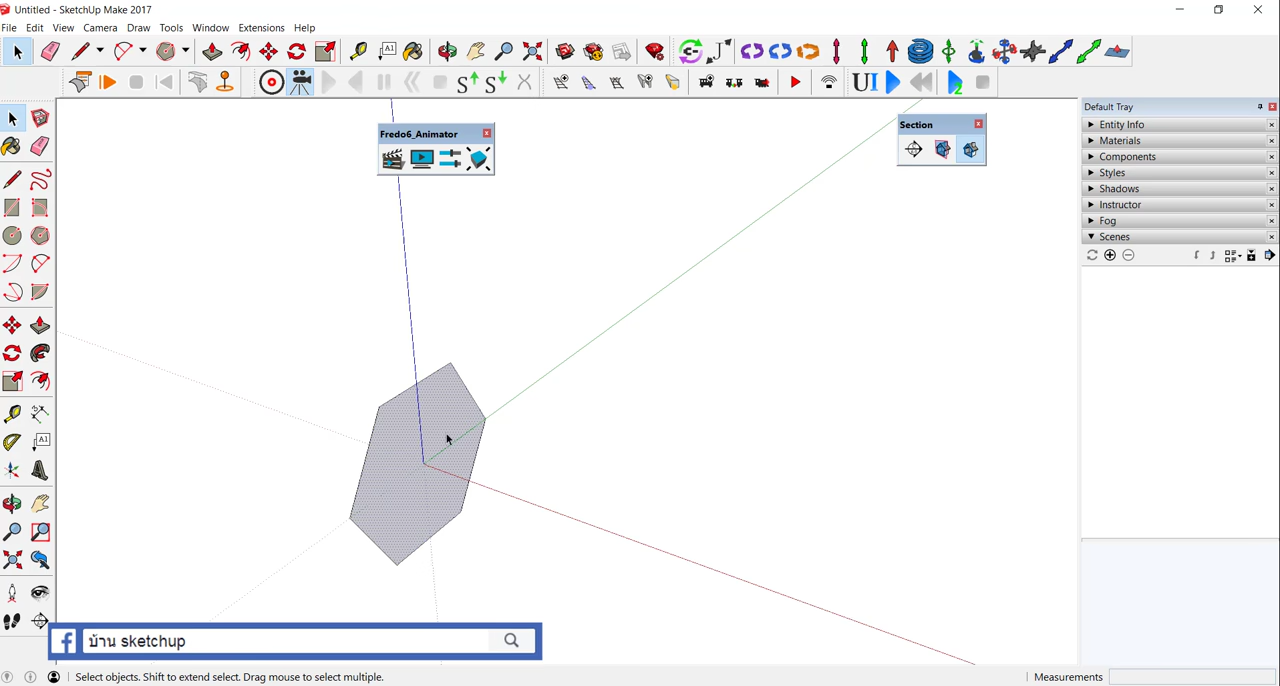 Untitled - SketchUp Make 2017
File Edit View Camera Draw Tools Window Extensions Help
Fredo6_Animator
Section
Default Tray
Entity Info
Materials
Components
Styles
Shadows
Instructor
Fog
Scenes
บ้าน sketchup
Select objects. Shift to extend select. Drag mouse to select multiple.
Measurements